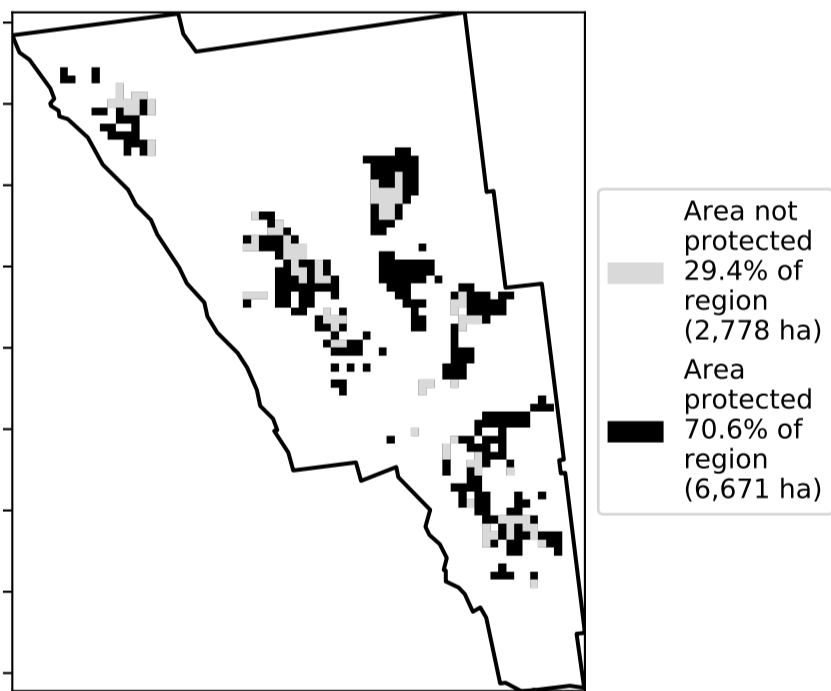 Area not
protected
29.4% of
region
(2,778 ha)
Area
protected
70.6% of
region
(6,671 ha)